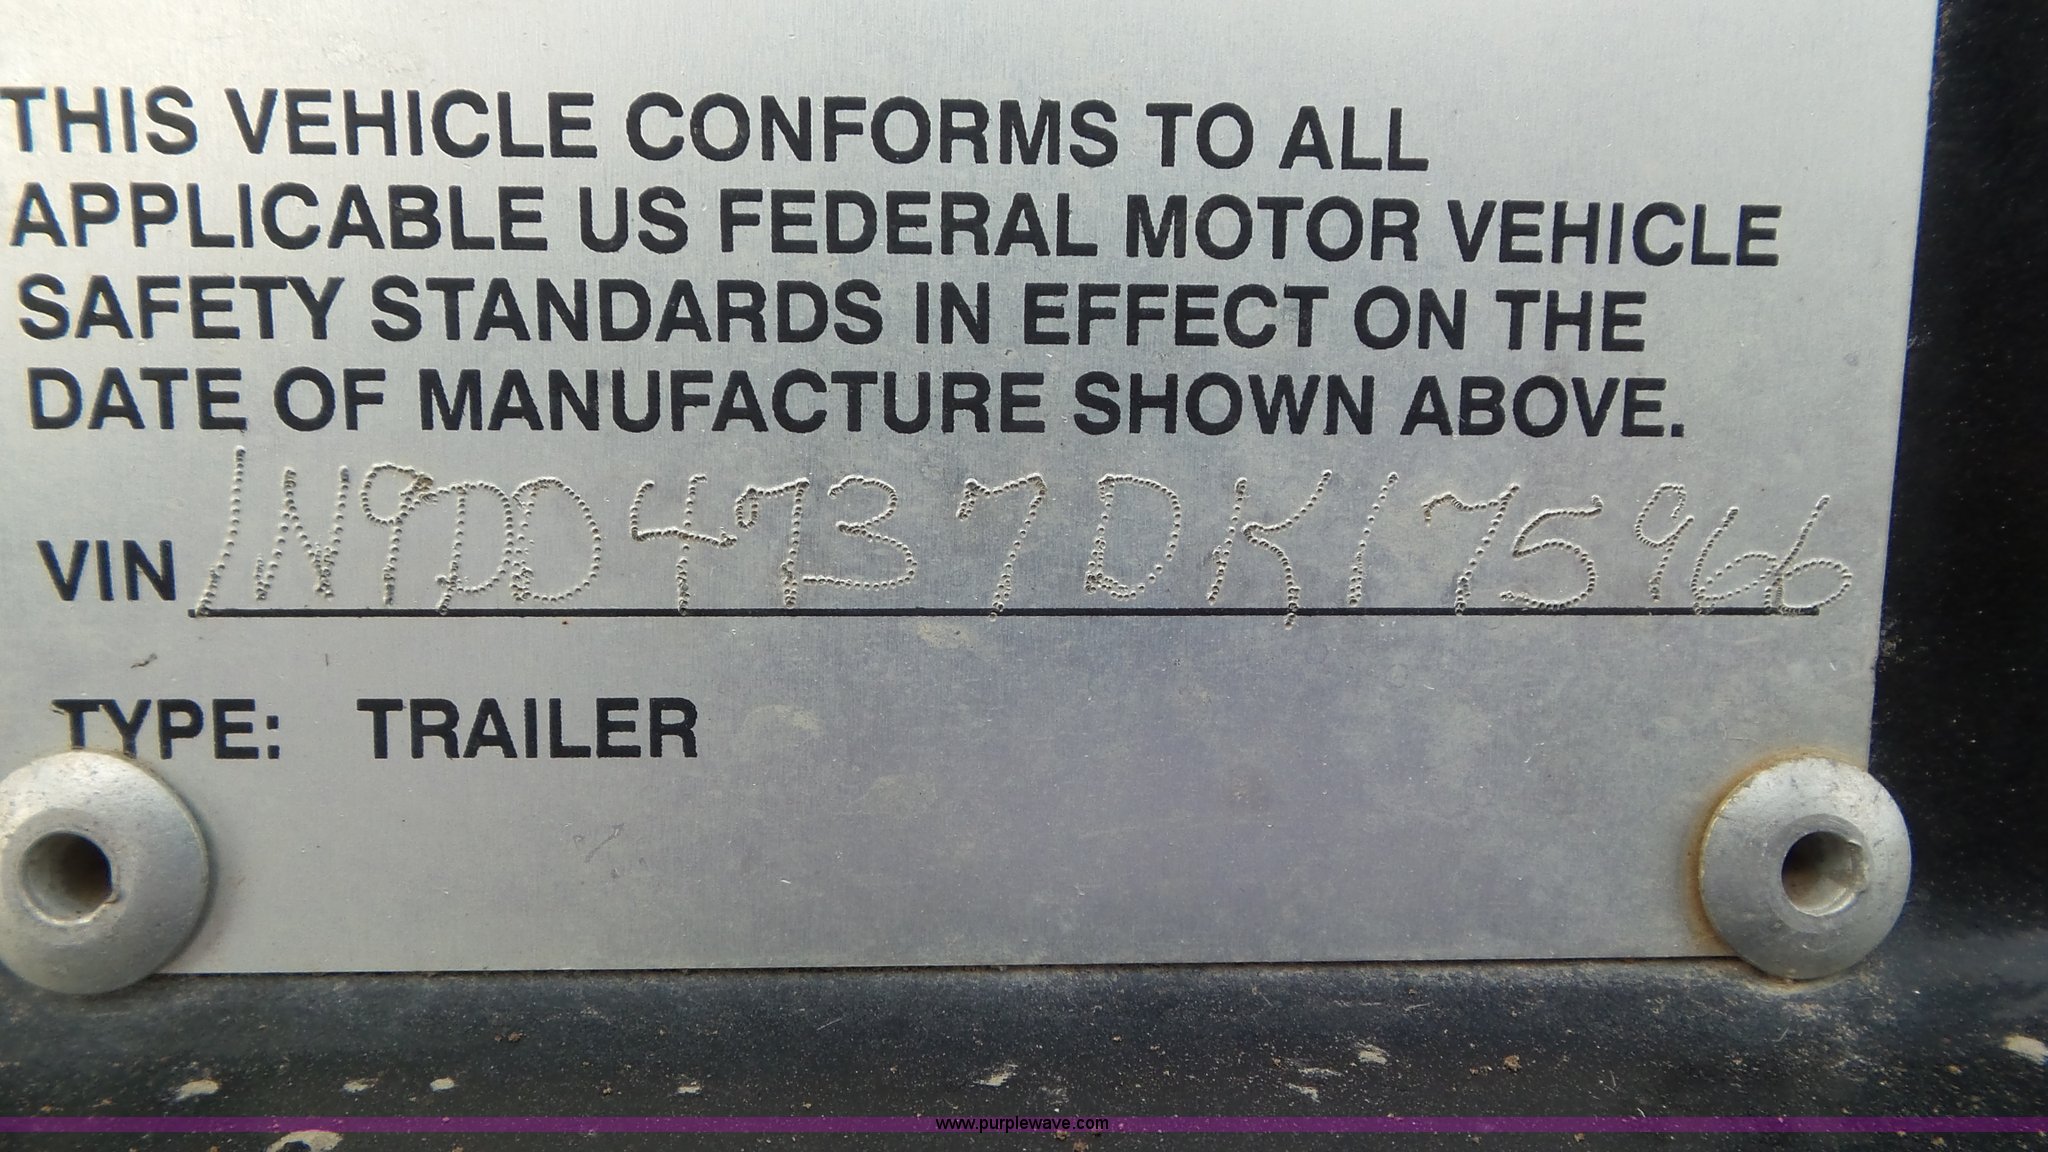 THIS VEHICLE CONFORMS TO ALL
APPLICABLE US FEDERAL MOTOR VEHICLE
SAFETY STANDARDS IN EFFECT ON THE
DATE OF MANUFACTURE SHOWN ABOVE.
VIN 1N9DD4737DK175966
TYPE: TRAILER
www.purplewave.com